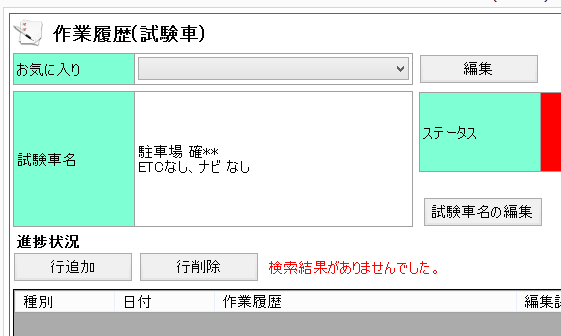 作業履歴(試験車)
お気に入り
編集
試験車名
駐車場 確**
ETCなし、ナビ なし
ステータス
試験車名の編集
進捗状況
行追加
行削除
検索結果がありませんでした。
種別
日付
作業履歴
編集